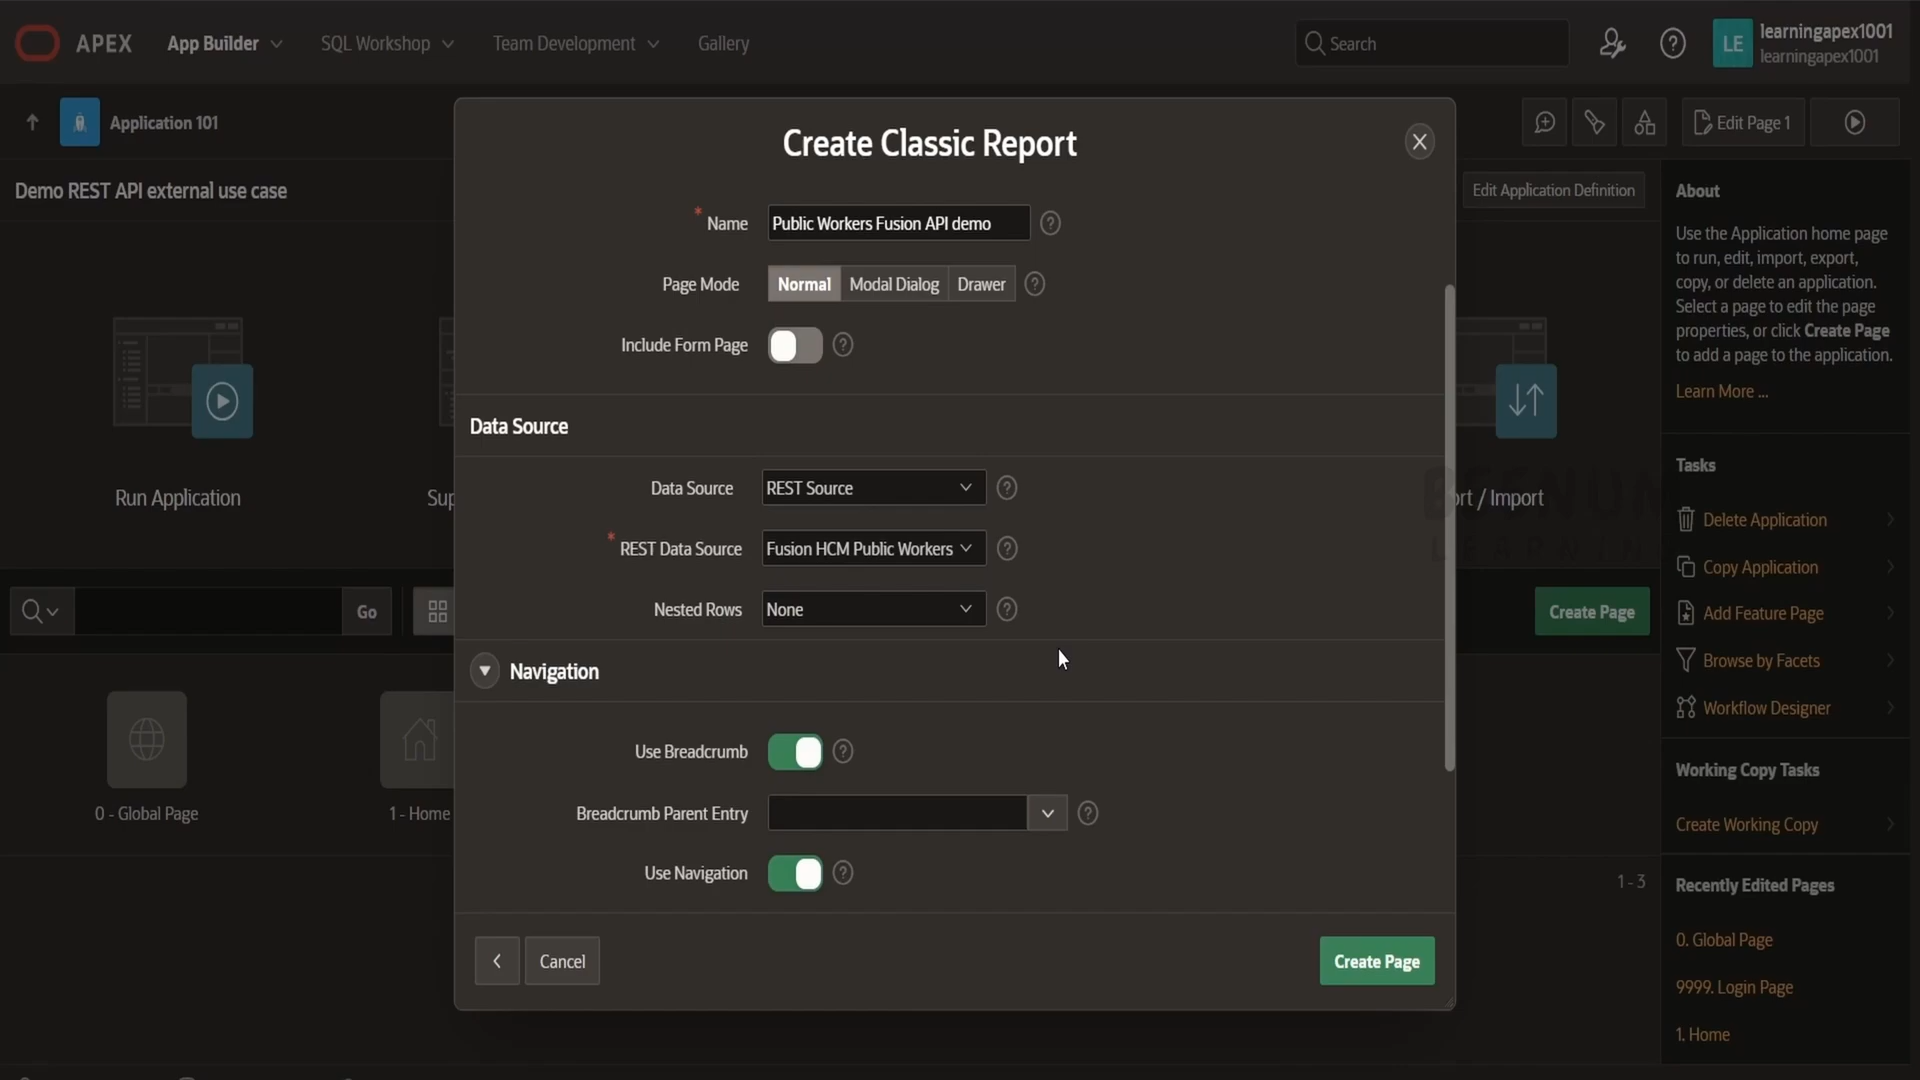 APEX
App Builder
SQL Workshop
Team Development
Gallery
Search
LE
learningapex1001
learningapex1001
Application 101
Edit Page 1
Demo REST API external use case
Edit Application Definition
Run Application
Sup
rt / Import
Go
Create Page
0 - Global Page
1 - Home
1 - 3
Create Classic Report
* Name
Public Workers Fusion API demo
Page Mode
Normal
Modal Dialog
Drawer
Include Form Page
Data Source
Data Source
REST Source
* REST Data Source
Fusion HCM Public Workers
Nested Rows
None
Navigation
Use Breadcrumb
Breadcrumb Parent Entry
Use Navigation
Cancel
Create Page
About
Use the Application home page
to run, edit, import, export,
copy, or delete an application.
Select a page to edit the page
properties, or click Create Page
to add a page to the application.
Learn More ...
Tasks
Delete Application
Copy Application
Add Feature Page
Browse by Facets
Workflow Designer
Working Copy Tasks
Create Working Copy
Recently Edited Pages
0. Global Page
9999. Login Page
1. Home